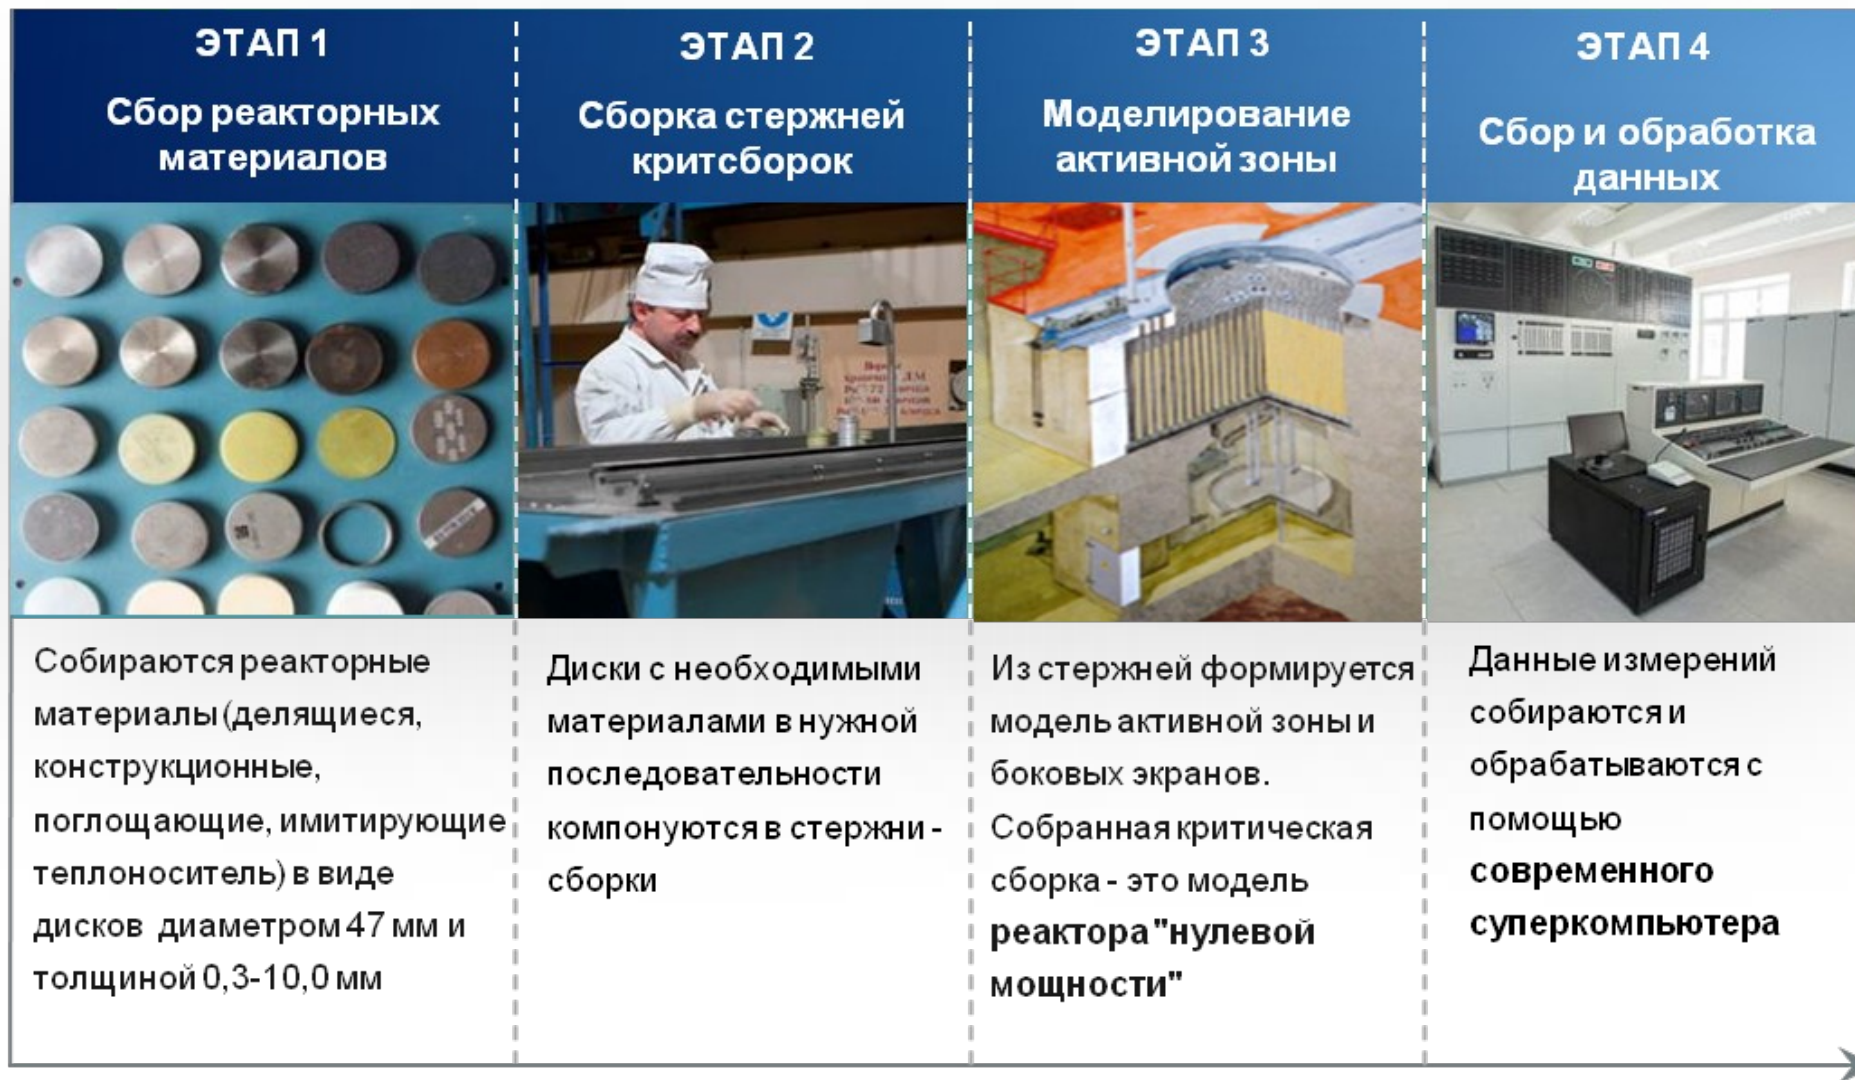 ЭТАП 1
Сбор реакторных
материалов
Собираются реакторные
материалы (делящиеся,
конструкционные,
поглощающие, имитирующие
теплоноситель) в виде
дисков диаметром 47 мм и
толщиной 0,3-10,0 мм
ЭТАП 2
Сборка стержней
критсборок
Диски с необходимыми
материалами в нужной
последовательности
компонуются в стержни -
сборки
ЭТАП 3
Моделирование
активной зоны
Из стержней формируется
модель активной зоны и
боковых экранов.
Собранная критическая
сборка - это модель
реактора "нулевой
мощности"
ЭТАП 4
Сбор и обработка
данных
Данные измерений
собираются и
обрабатываются с
помощью
современного
суперкомпьютера